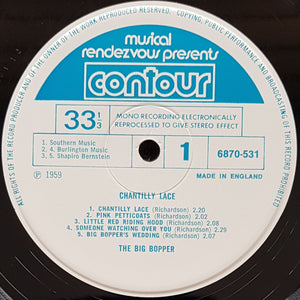 ALL RIGHTS OF THE RECORD PRODUCER AND OF THE OWNER OF THE WORK REPRODUCED RESERVED. COPYING, PUBLIC PERFORMANCE AND BROADCASTING OF THIS RECORD PROHIBITED
musical
rendezvous presents
contour
33 1/3
MONO RECORDING ELECTRONICALLY
REPROCESSED TO GIVE STEREO EFFECT
1. Southern Music
2, 4. Burlington Music
3, 5. Shapiro Bernstein
1
6870-531
Ⓟ 1959
MADE IN ENGLAND
CHANTILLY LACE
1. CHANTILLY LACE (Richardson) 2.20
2. PINK PETTICOATS (Richardson) 2.02
3. LITTLE RED RIDING HOOD (Richardson) 2.07
4. SOMEONE WATCHING OVER YOU (Richardson) 2.20
5. BIG BOPPER'S WEDDING (Richardson) 2.08
THE BIG BOPPER